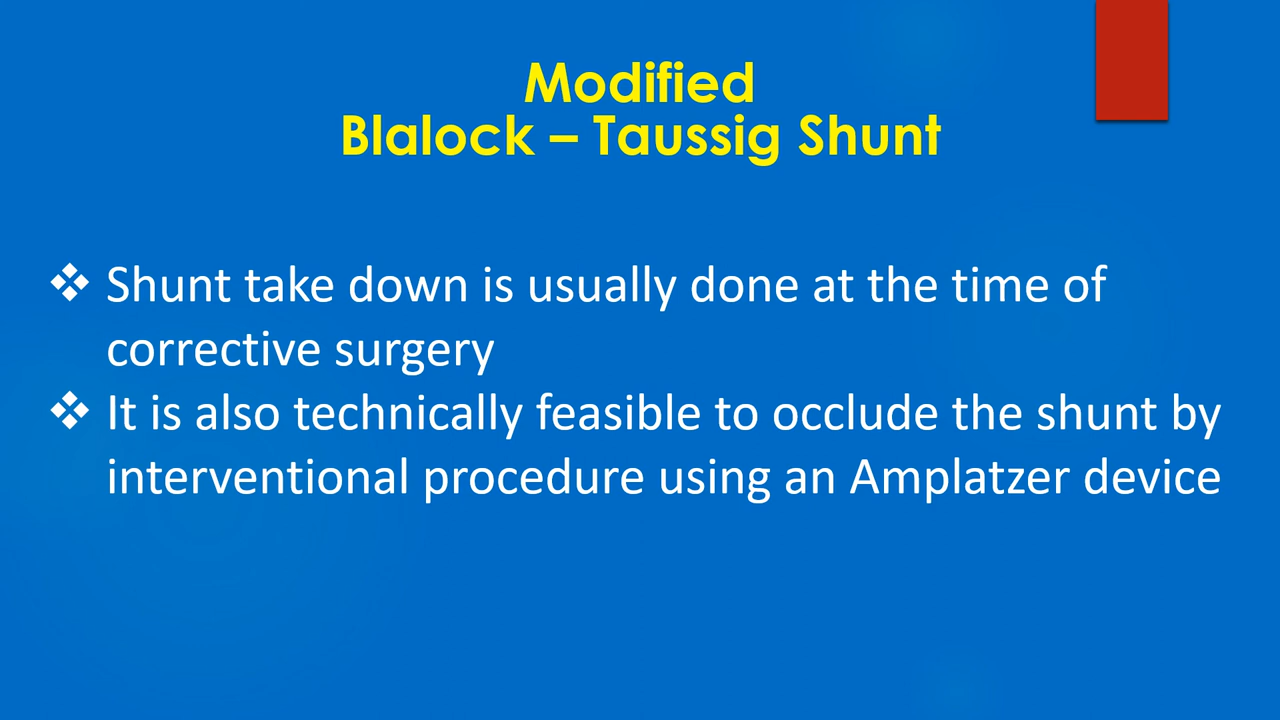 Modified
Blalock – Taussig Shunt
❖ Shunt take down is usually done at the time of
corrective surgery
❖ It is also technically feasible to occlude the shunt by
interventional procedure using an Amplatzer device